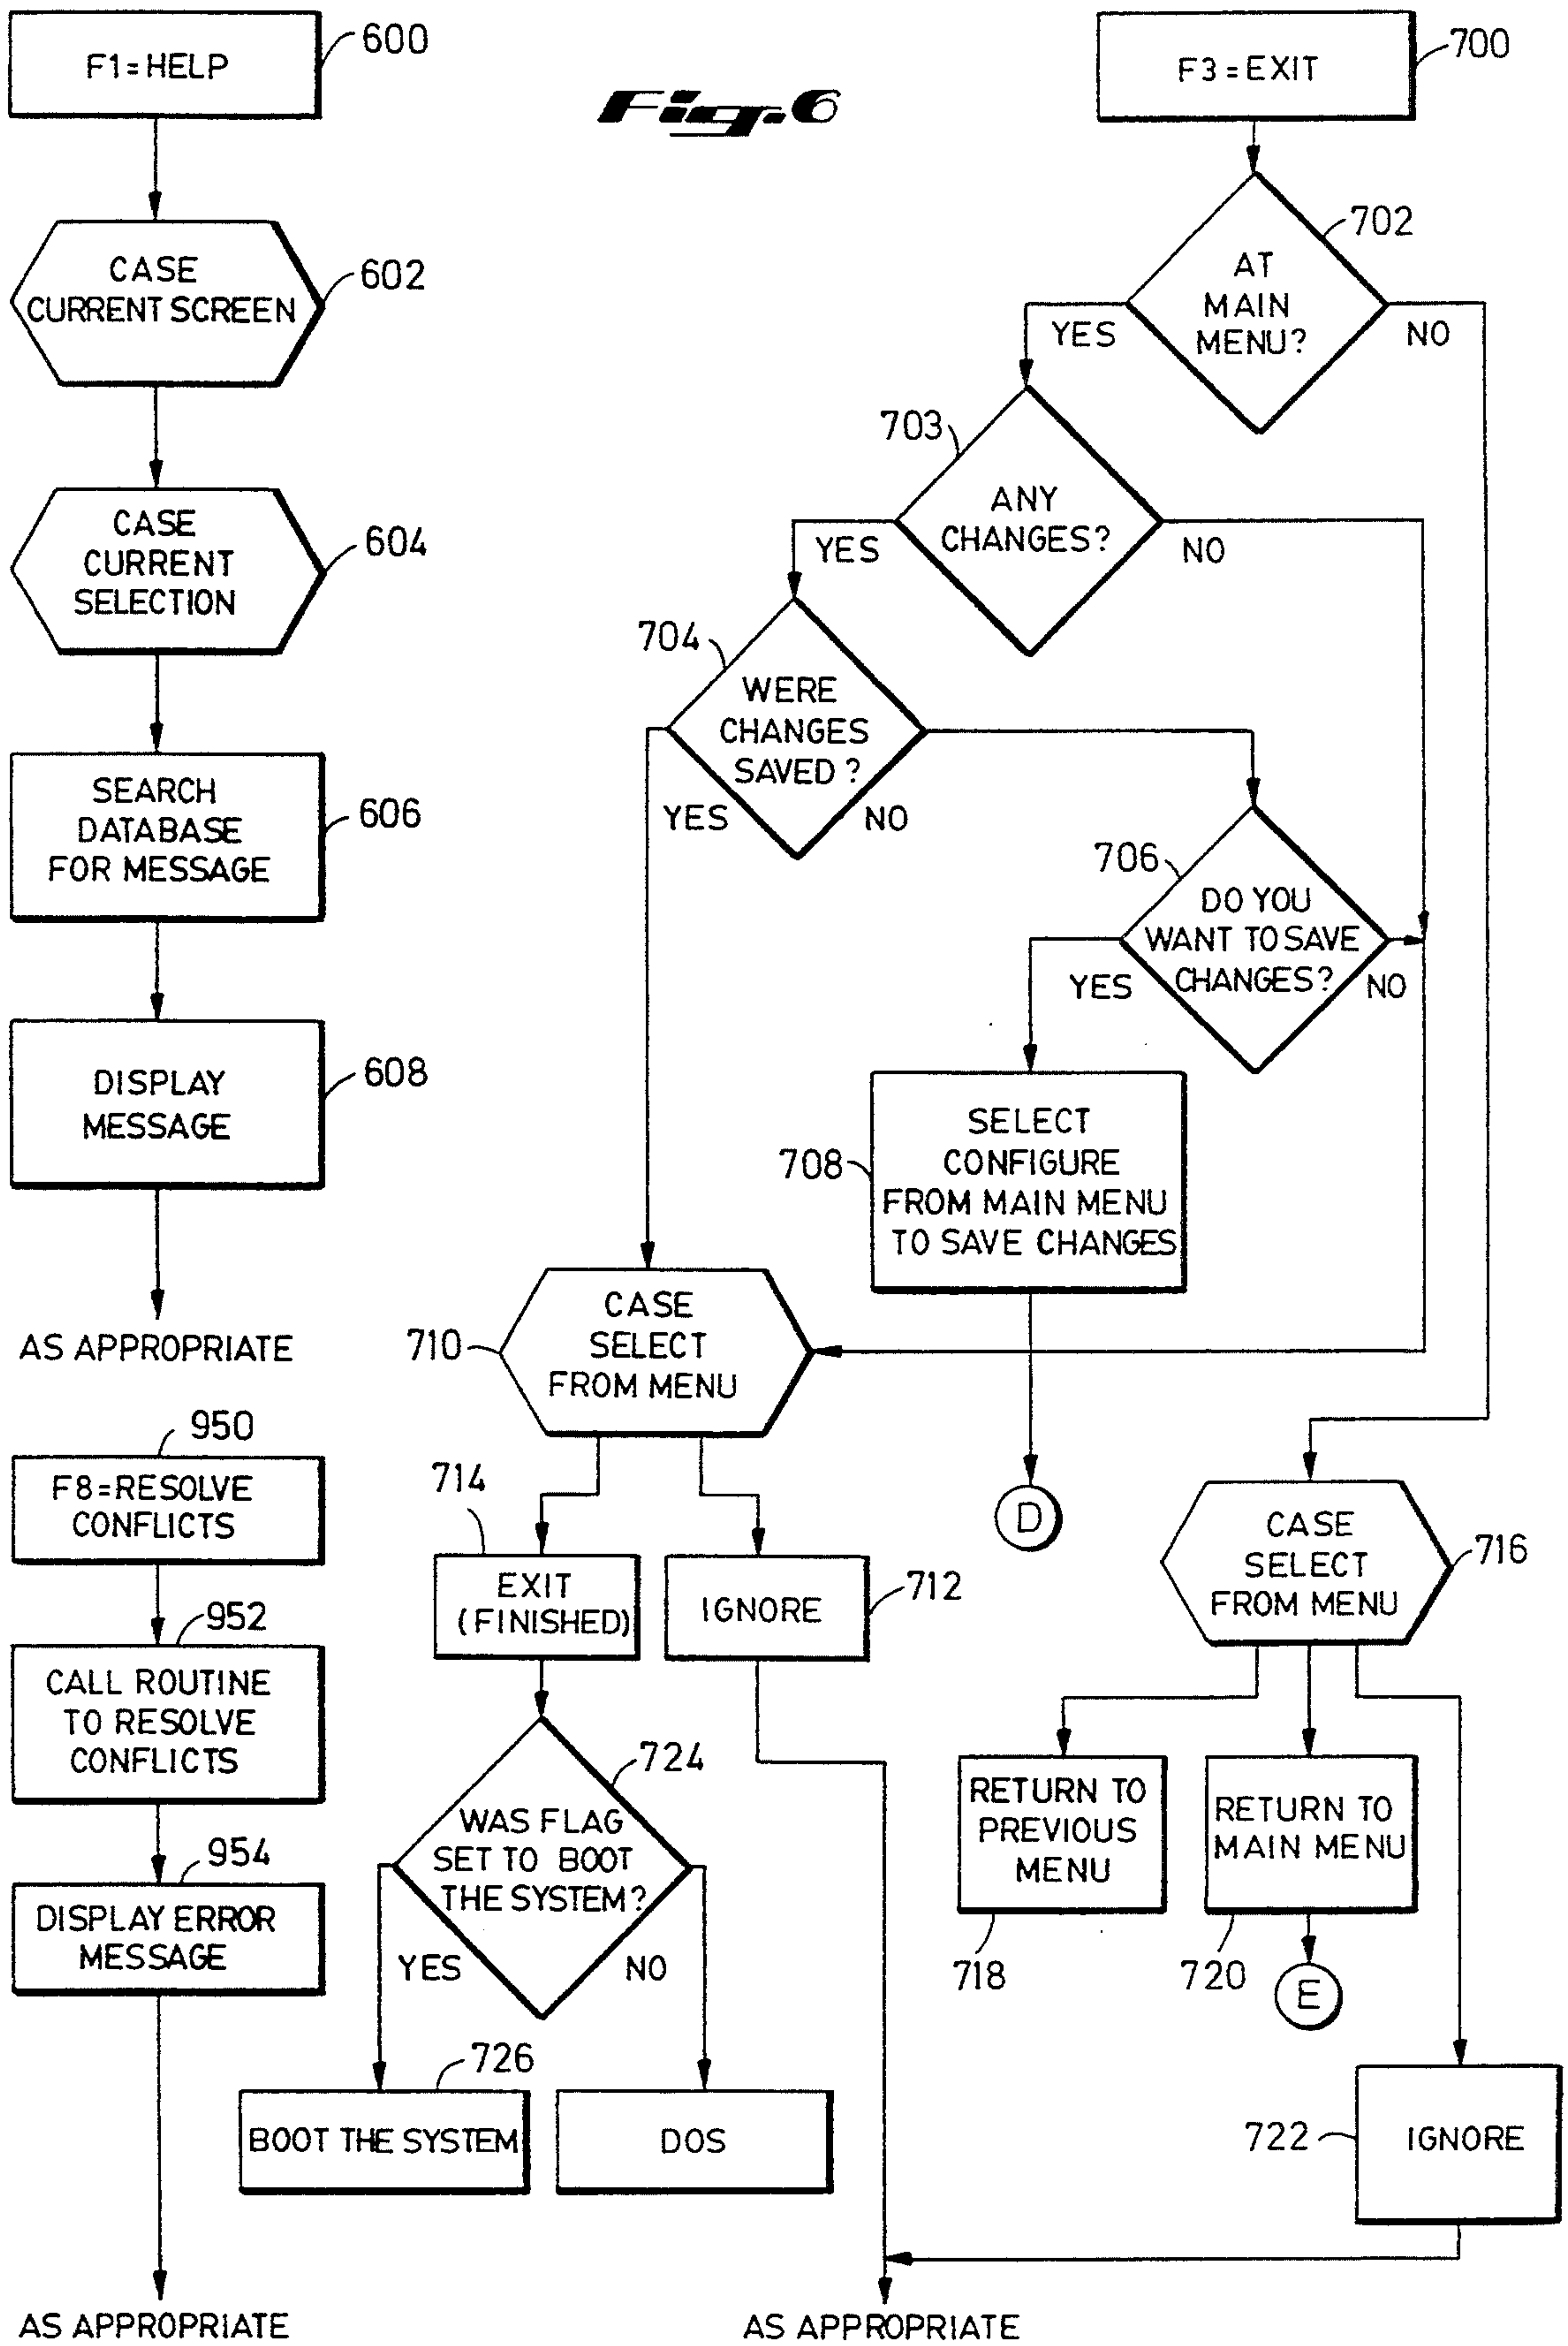 Fig.6
F1=HELP
600
CASE
CURRENT SCREEN
602
CASE
CURRENT
SELECTION
604
SEARCH
DATABASE
FOR MESSAGE
606
DISPLAY
MESSAGE
608
AS APPROPRIATE
950
F8=RESOLVE
CONFLICTS
952
CALL ROUTINE
TO RESOLVE
CONFLICTS
954
DISPLAY ERROR
MESSAGE
AS APPROPRIATE
F3=EXIT
700
702
AT
MAIN
MENU?
YES
NO
703
ANY
CHANGES?
YES
NO
704
WERE
CHANGES
SAVED?
YES
NO
706
DO YOU
WANT TO SAVE
CHANGES?
YES
NO
708
SELECT
CONFIGURE
FROM MAIN MENU
TO SAVE CHANGES
D
710
CASE
SELECT
FROM MENU
714
EXIT
(FINISHED)
IGNORE
712
724
WAS FLAG
SET TO BOOT
THE SYSTEM?
YES
NO
726
BOOT THE SYSTEM
DOS
CASE
SELECT
FROM MENU
716
RETURN TO
PREVIOUS
MENU
718
RETURN TO
MAIN MENU
720
E
722
IGNORE
AS APPROPRIATE